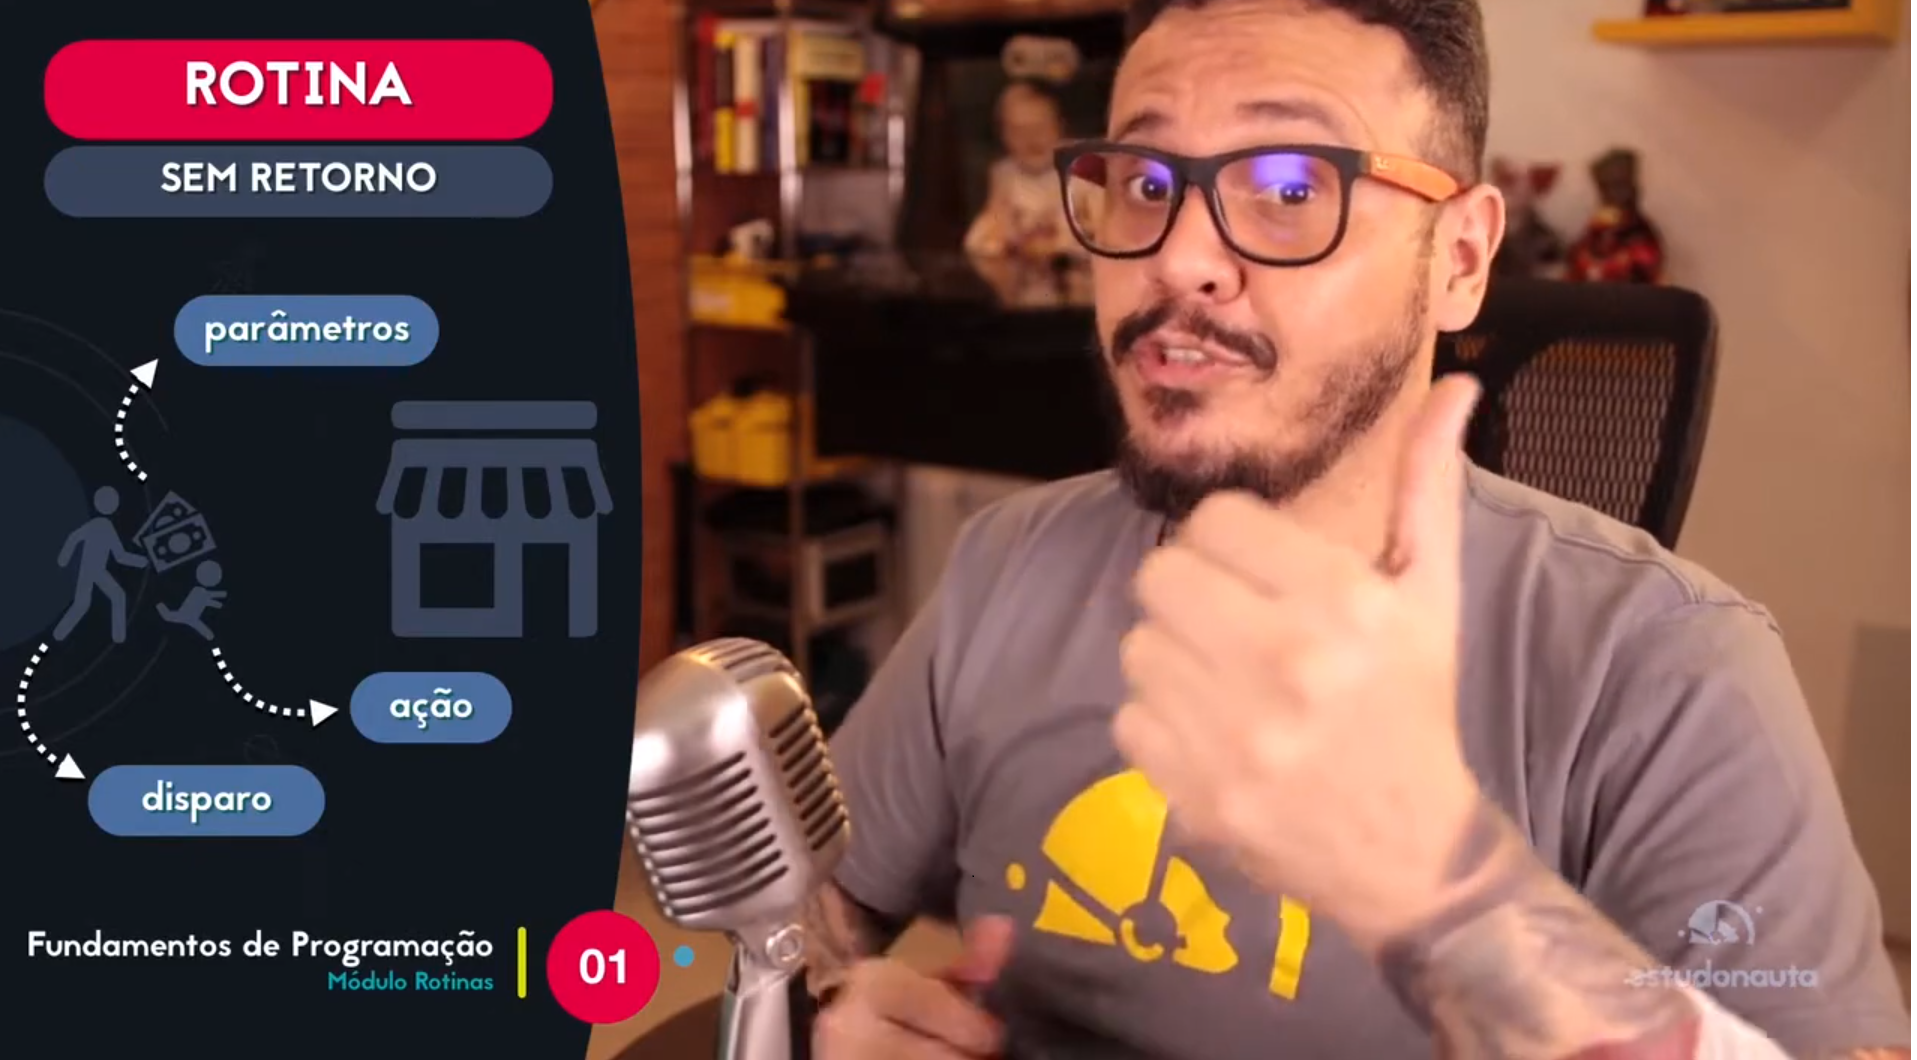 ROTINA
SEM RETORNO
parâmetros
ação
disparo
Fundamentos de Programação
Módulo Rotinas
01
estudonauta